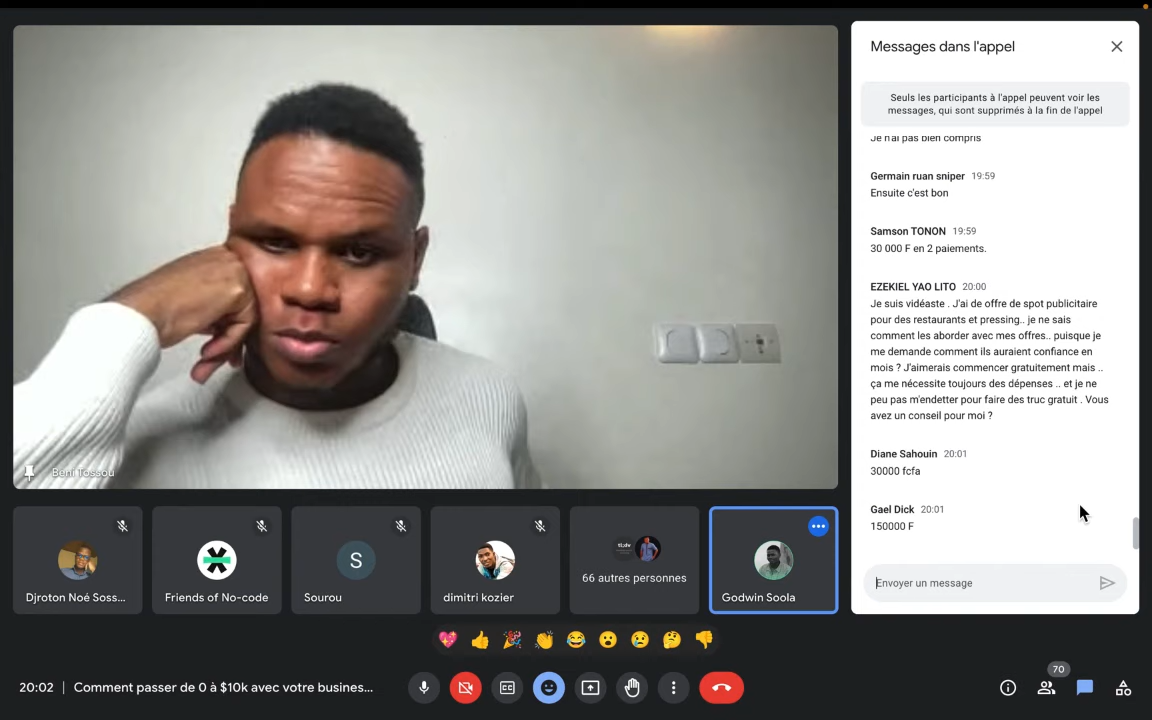 Messages dans l'appel
Seuls les participants à l'appel peuvent voir les
messages, qui sont supprimés à la fin de l'appel
Je n'ai pas bien compris
Germain ruan sniper 19:59
Ensuite c'est bon
Samson TONON 19:59
30 000 F en 2 paiements.
EZEKIEL YAO LITO 20:00
Je suis vidéaste . J'ai de offre de spot publicitaire
pour des restaurants et pressing.. je ne sais
comment les aborder avec mes offres.. puisque je
me demande comment ils auraient confiance en
mois ? J'aimerais commencer gratuitement mais ..
ça me nécessite toujours des dépenses .. et je ne
peu pas m'endetter pour faire des truc gratuit . Vous
avez un conseil pour moi ?
Diane Sahouin 20:01
30000 fcfa
Gael Dick 20:01
150000 F
Envoyer un message
Beni Tossou
Djroton Noé Soss...
Friends of No-code
S
Sourou
dimitri kozier
66 autres personnes
Godwin Soola
20:02 | Comment passer de 0 à $10k avec votre busines...
70